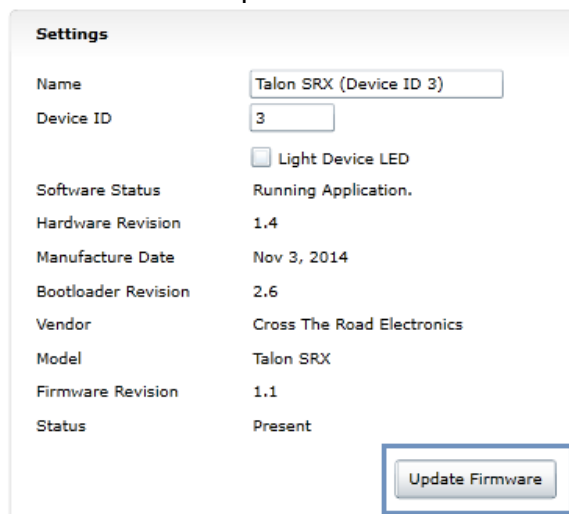 Settings
Name Talon SRX (Device ID 3)
Device ID 3
Light Device LED
Software Status Running Application.
Hardware Revision 1.4
Manufacture Date Nov 3, 2014
Bootloader Revision 2.6
Vendor Cross The Road Electronics
Model Talon SRX
Firmware Revision 1.1
Status Present
Update Firmware